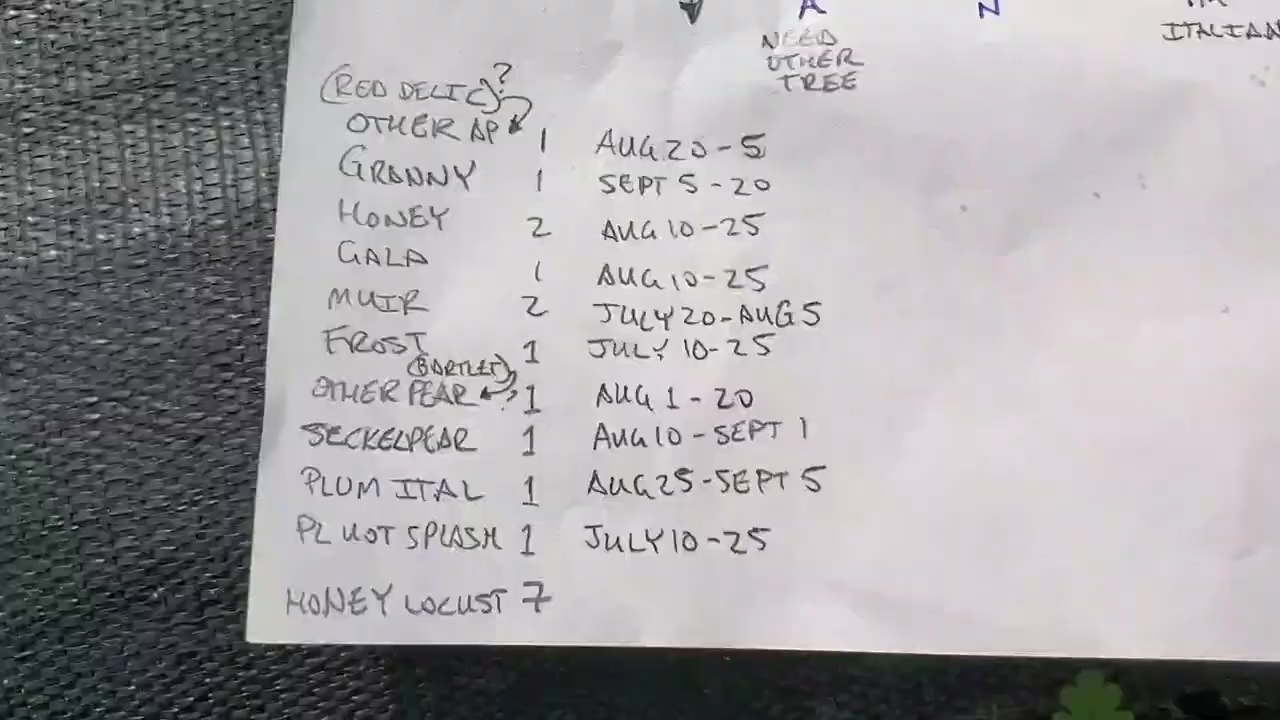 A
N
NEED
OTHER
TREE
ITALIAN
(RED DELIC)?
OTHER AP 1 AUG 20-5
GRANNY 1 SEPT 5-20
HONEY 2 AUG 10-25
GALA 1 AUG 10-25
MUIR 2 JULY 20-AUG 5
FROST 1 JULY 10-25
(BARTLET)
OTHER PEAR ? 1 AUG 1-20
SECKELPEAR 1 AUG 10-SEPT 1
PLUM ITAL 1 AUG 25-SEPT 5
PLUOT SPLASH 1 JULY 10-25
HONEY LOCUST 7